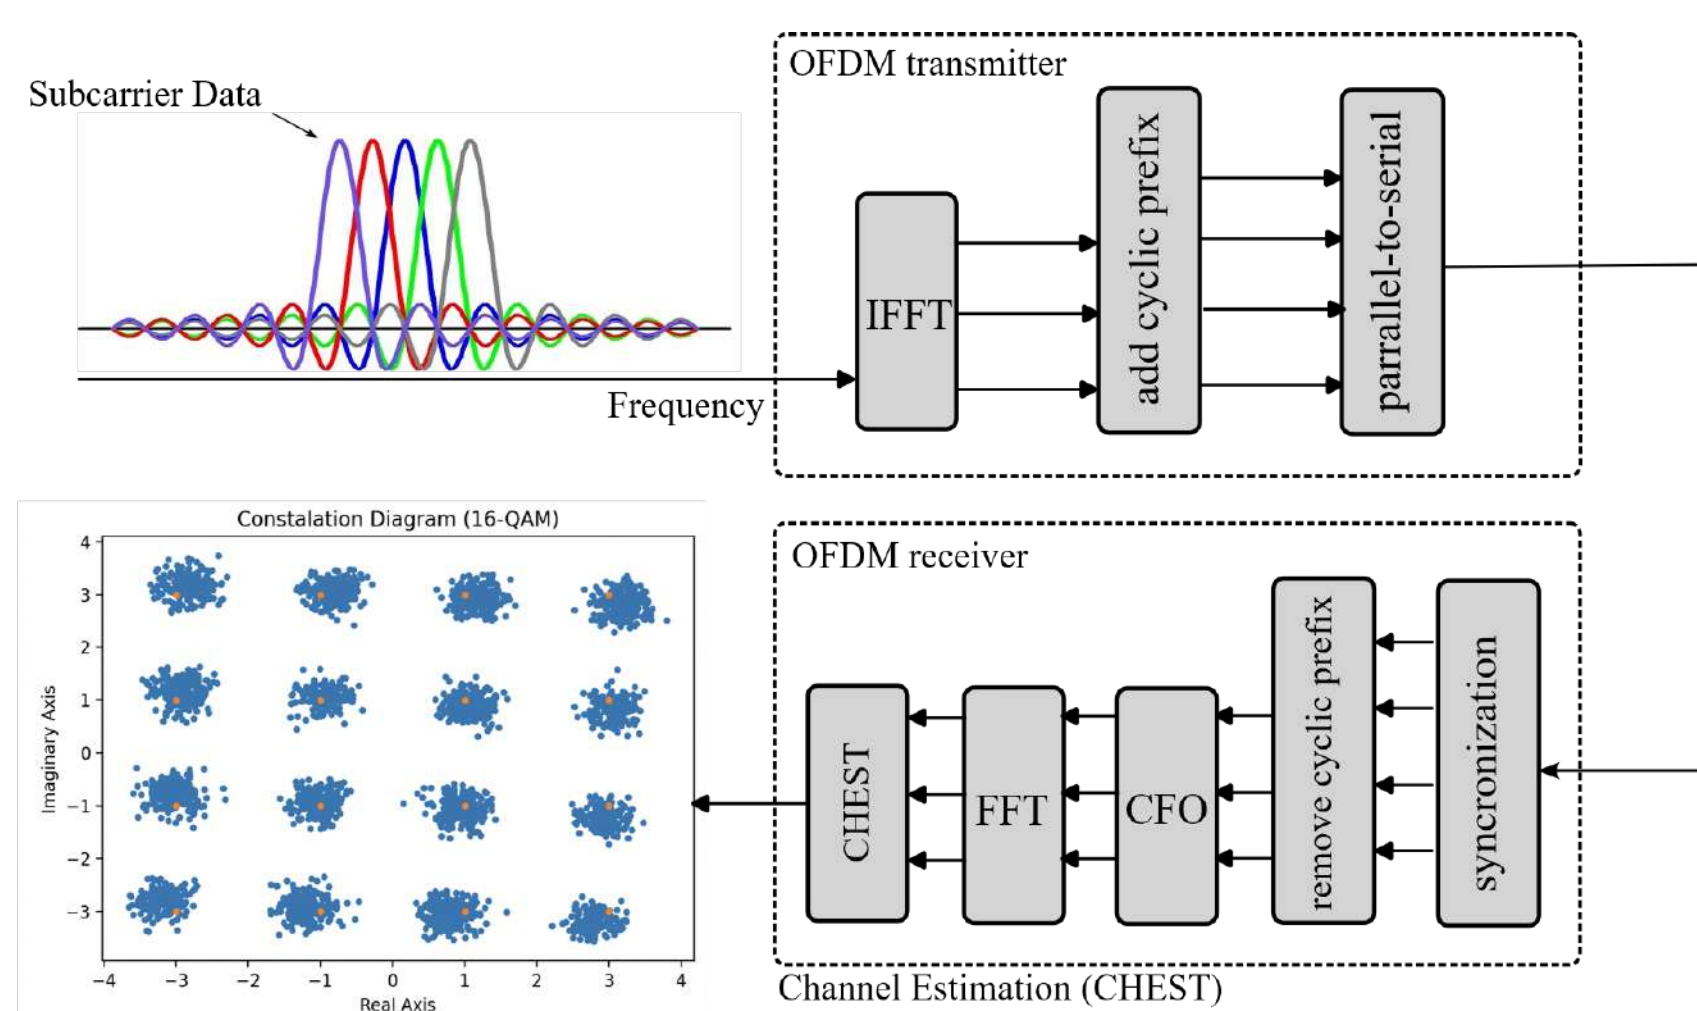 Subcarrier Data
Frequency
OFDM transmitter
IFFT
add cyclic prefix
parrallel-to-serial
Constalation Diagram (16-QAM)
Imaginary Axis
4
3
2
1
0
−1
−2
−3
−4
−3
−2
−1
0
1
2
3
4
Real Axis
OFDM receiver
CHEST
FFT
CFO
remove cyclic prefix
syncronization
Channel Estimation (CHEST)